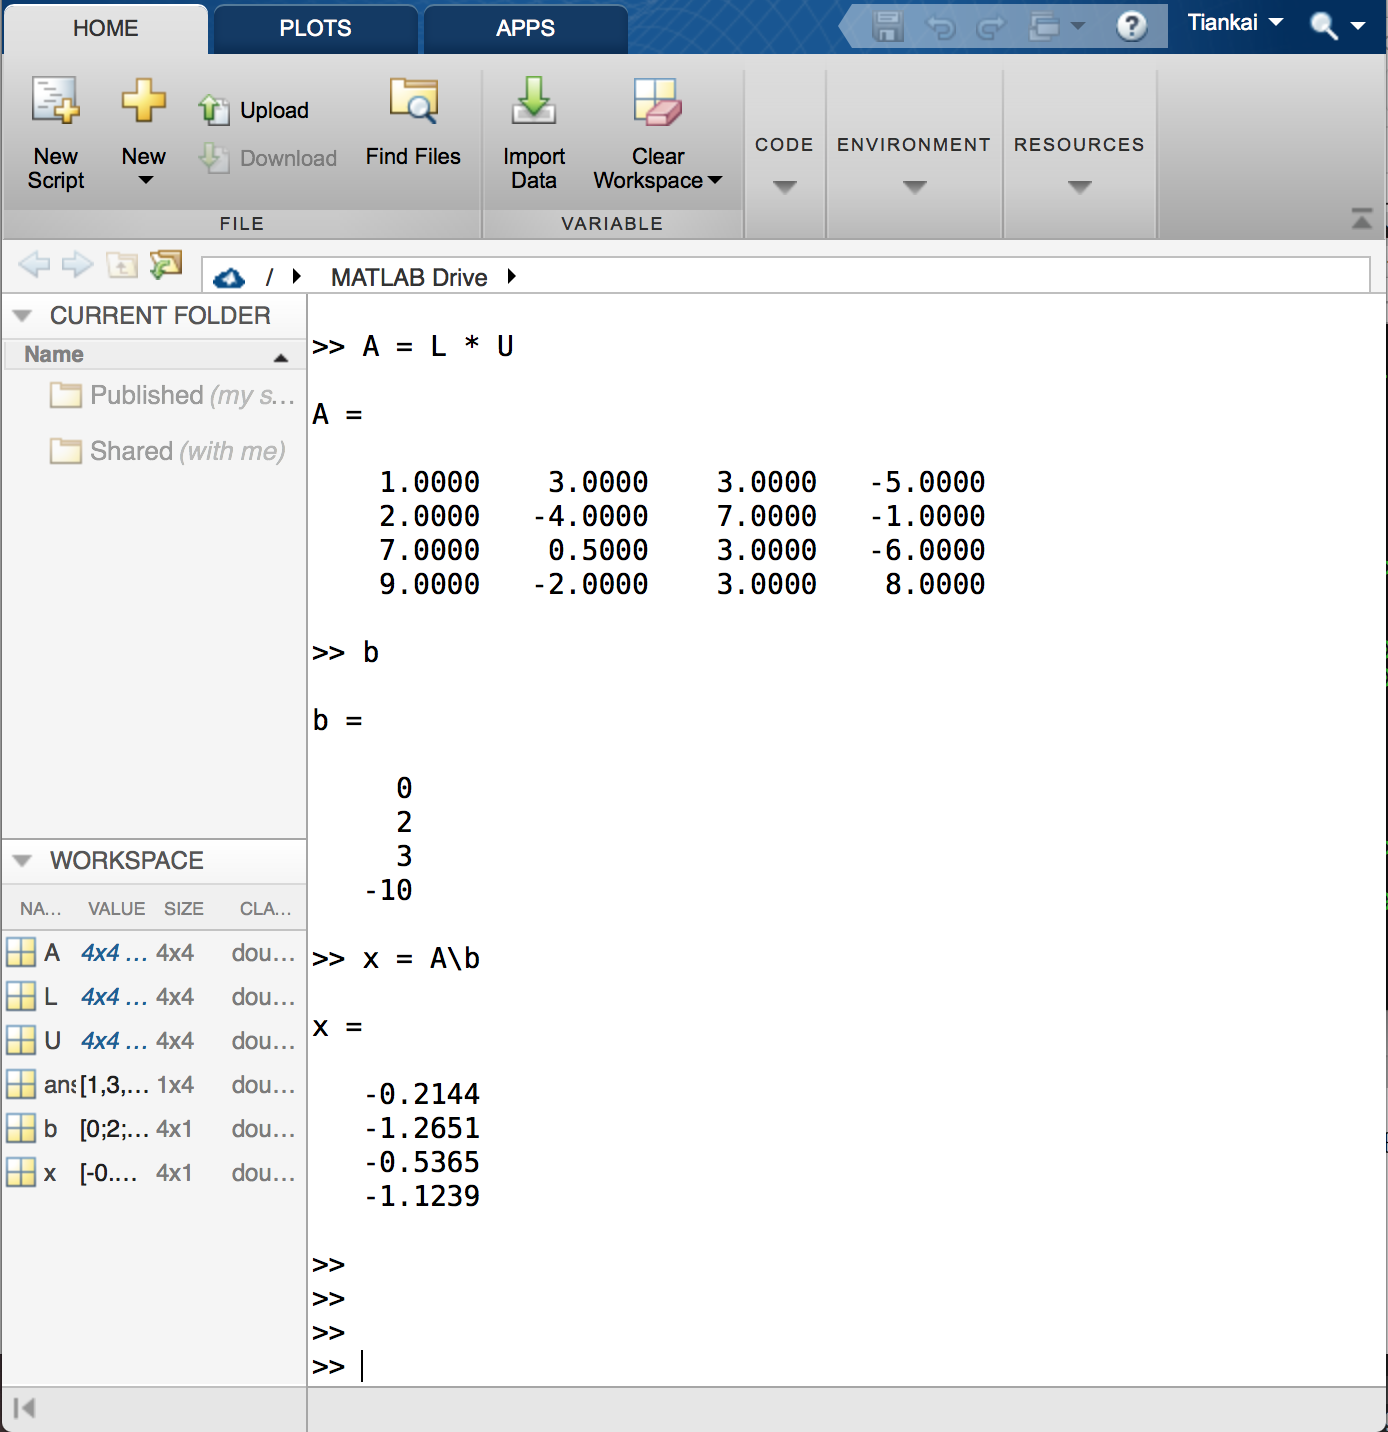 HOME PLOTS APPS Tiankai
New Script New Upload Download Find Files Import Data Clear Workspace CODE ENVIRONMENT RESOURCES
FILE VARIABLE
/ MATLAB Drive
CURRENT FOLDER
Name
Published (my s...
Shared (with me)
WORKSPACE
NA... VALUE SIZE CLA...
A 4x4 ... 4x4 dou...
L 4x4 ... 4x4 dou...
U 4x4 ... 4x4 dou...
ans [1,3,... 1x4 dou...
b [0;2;... 4x1 dou...
x [-0.... 4x1 dou...
>> A = L * U
A =
1.0000 3.0000 3.0000 -5.0000
2.0000 -4.0000 7.0000 -1.0000
7.0000 0.5000 3.0000 -6.0000
9.0000 -2.0000 3.0000 8.0000
>> b
b =
0
2
3
-10
>> x = A\b
x =
-0.2144
-1.2651
-0.5365
-1.1239
>>
>>
>>
>>